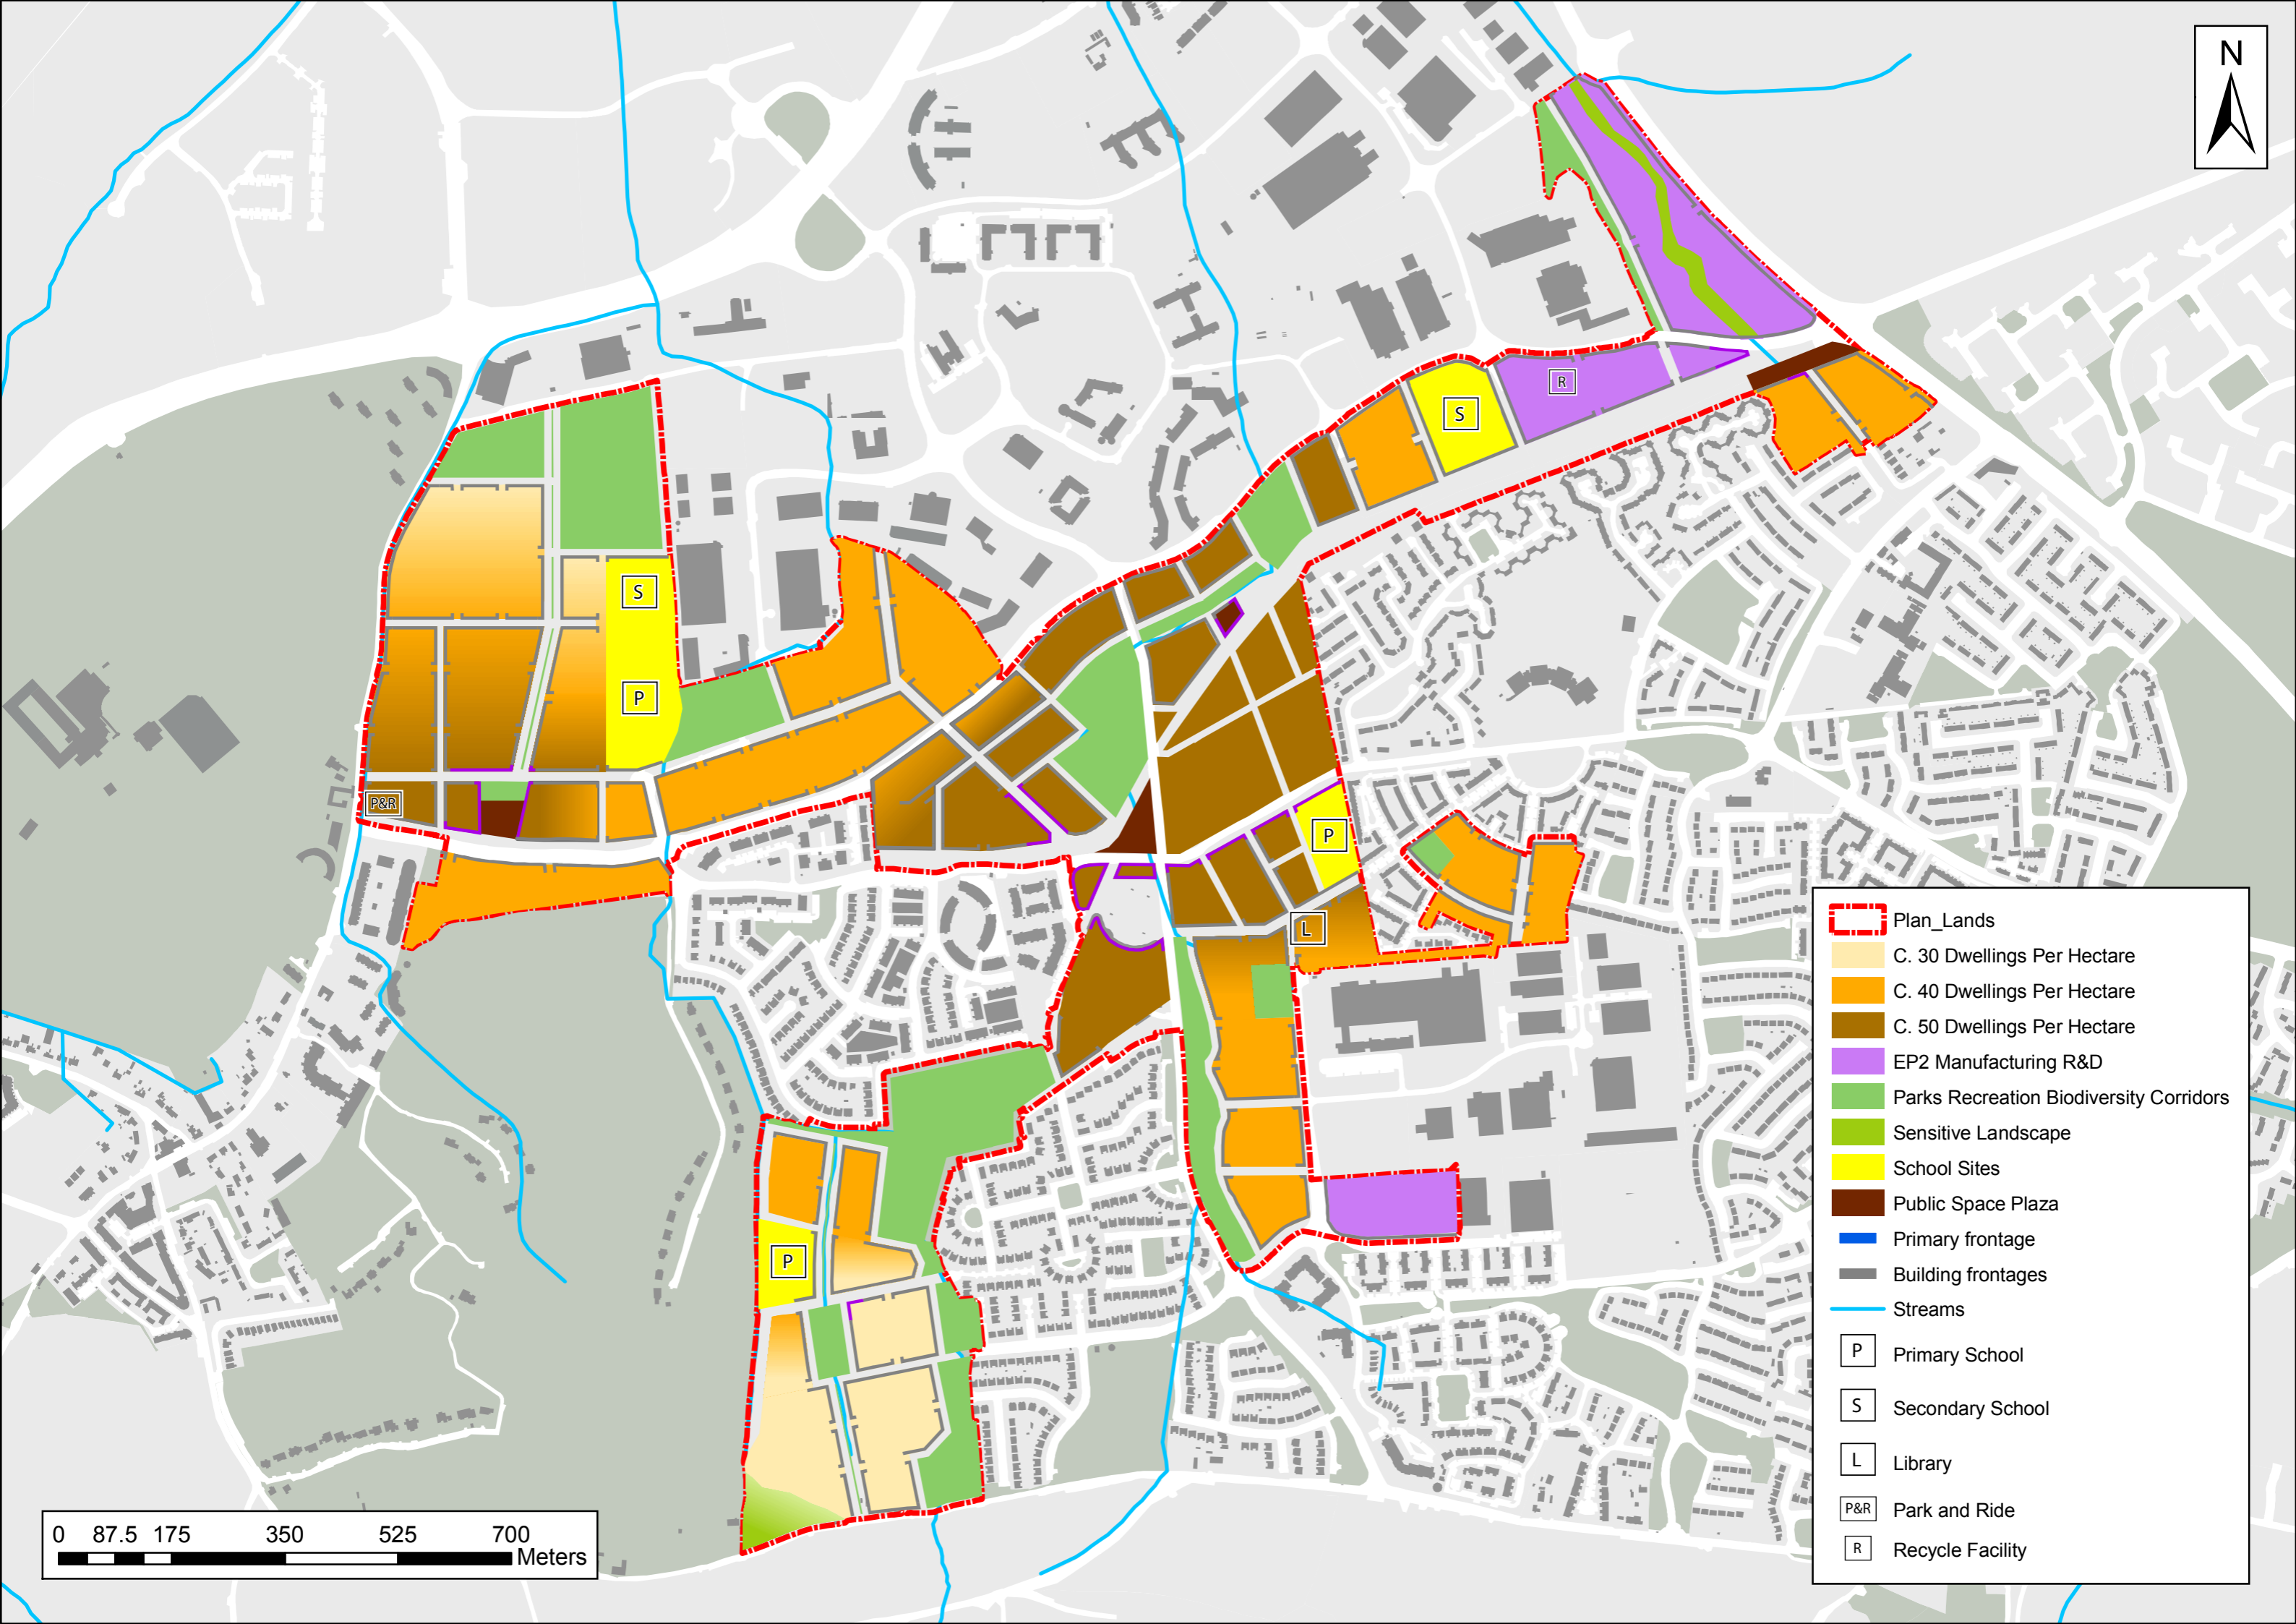 N
R
S
S
P
P&R
P
L
P
Plan_Lands
C. 30 Dwellings Per Hectare
C. 40 Dwellings Per Hectare
C. 50 Dwellings Per Hectare
EP2 Manufacturing R&D
Parks Recreation Biodiversity Corridors
Sensitive Landscape
School Sites
Public Space Plaza
Primary frontage
Building frontages
Streams
P Primary School
S Secondary School
L Library
P&R Park and Ride
R Recycle Facility
0 87.5 175 350 525 700
Meters